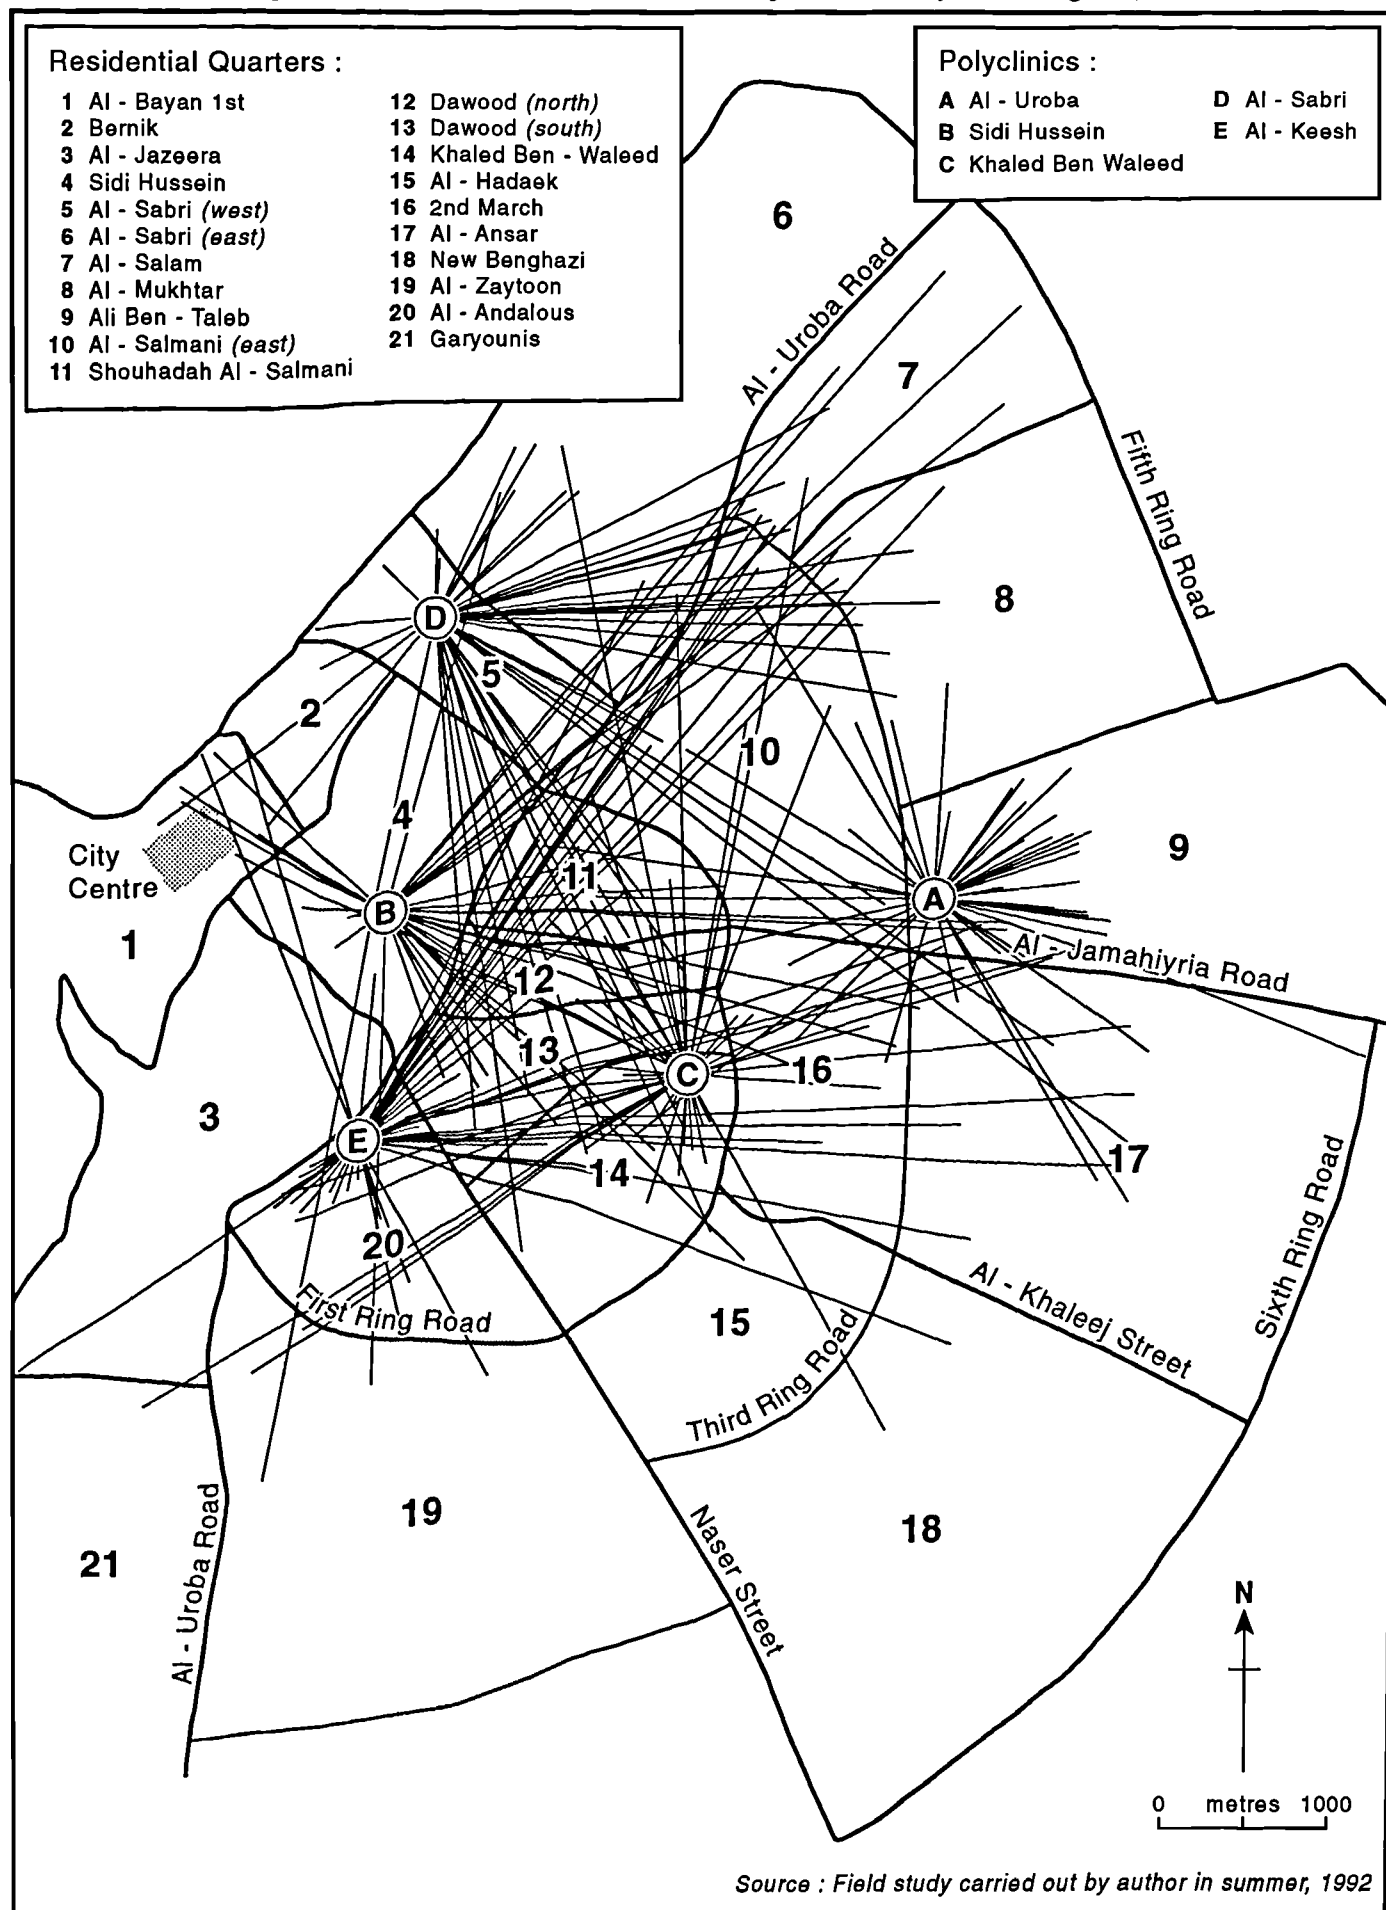 Residential Quarters :
1 Al - Bayan 1st
2 Bernik
3 Al - Jazeera
4 Sidi Hussein
5 Al - Sabri (west)
6 Al - Sabri (east)
7 Al - Salam
8 Al - Mukhtar
9 Ali Ben - Taleb
10 Al - Salmani (east)
11 Shouhadah Al - Salmani
12 Dawood (north)
13 Dawood (south)
14 Khaled Ben - Waleed
15 Al - Hadaek
16 2nd March
17 Al - Ansar
18 New Benghazi
19 Al - Zaytoon
20 Al - Andalous
21 Garyounis
Polyclinics :
A Al - Uroba
B Sidi Hussein
C Khaled Ben Waleed
D Al - Sabri
E Al - Keesh
6
Al - Uroba Road
7
Fifth Ring Road
8
D
5
2
10
4
City
Centre
9
11
A
B
1
Al - Jamahiyria Road
12
13
16
C
3
E
17
14
20
Sixth Ring Road
First Ring Road
15
Al - Khaleej Street
Third Ring Road
19
18
21
Al - Uroba Road
Naser Street
N
0 metres 1000
Source : Field study carried out by author in summer, 1992